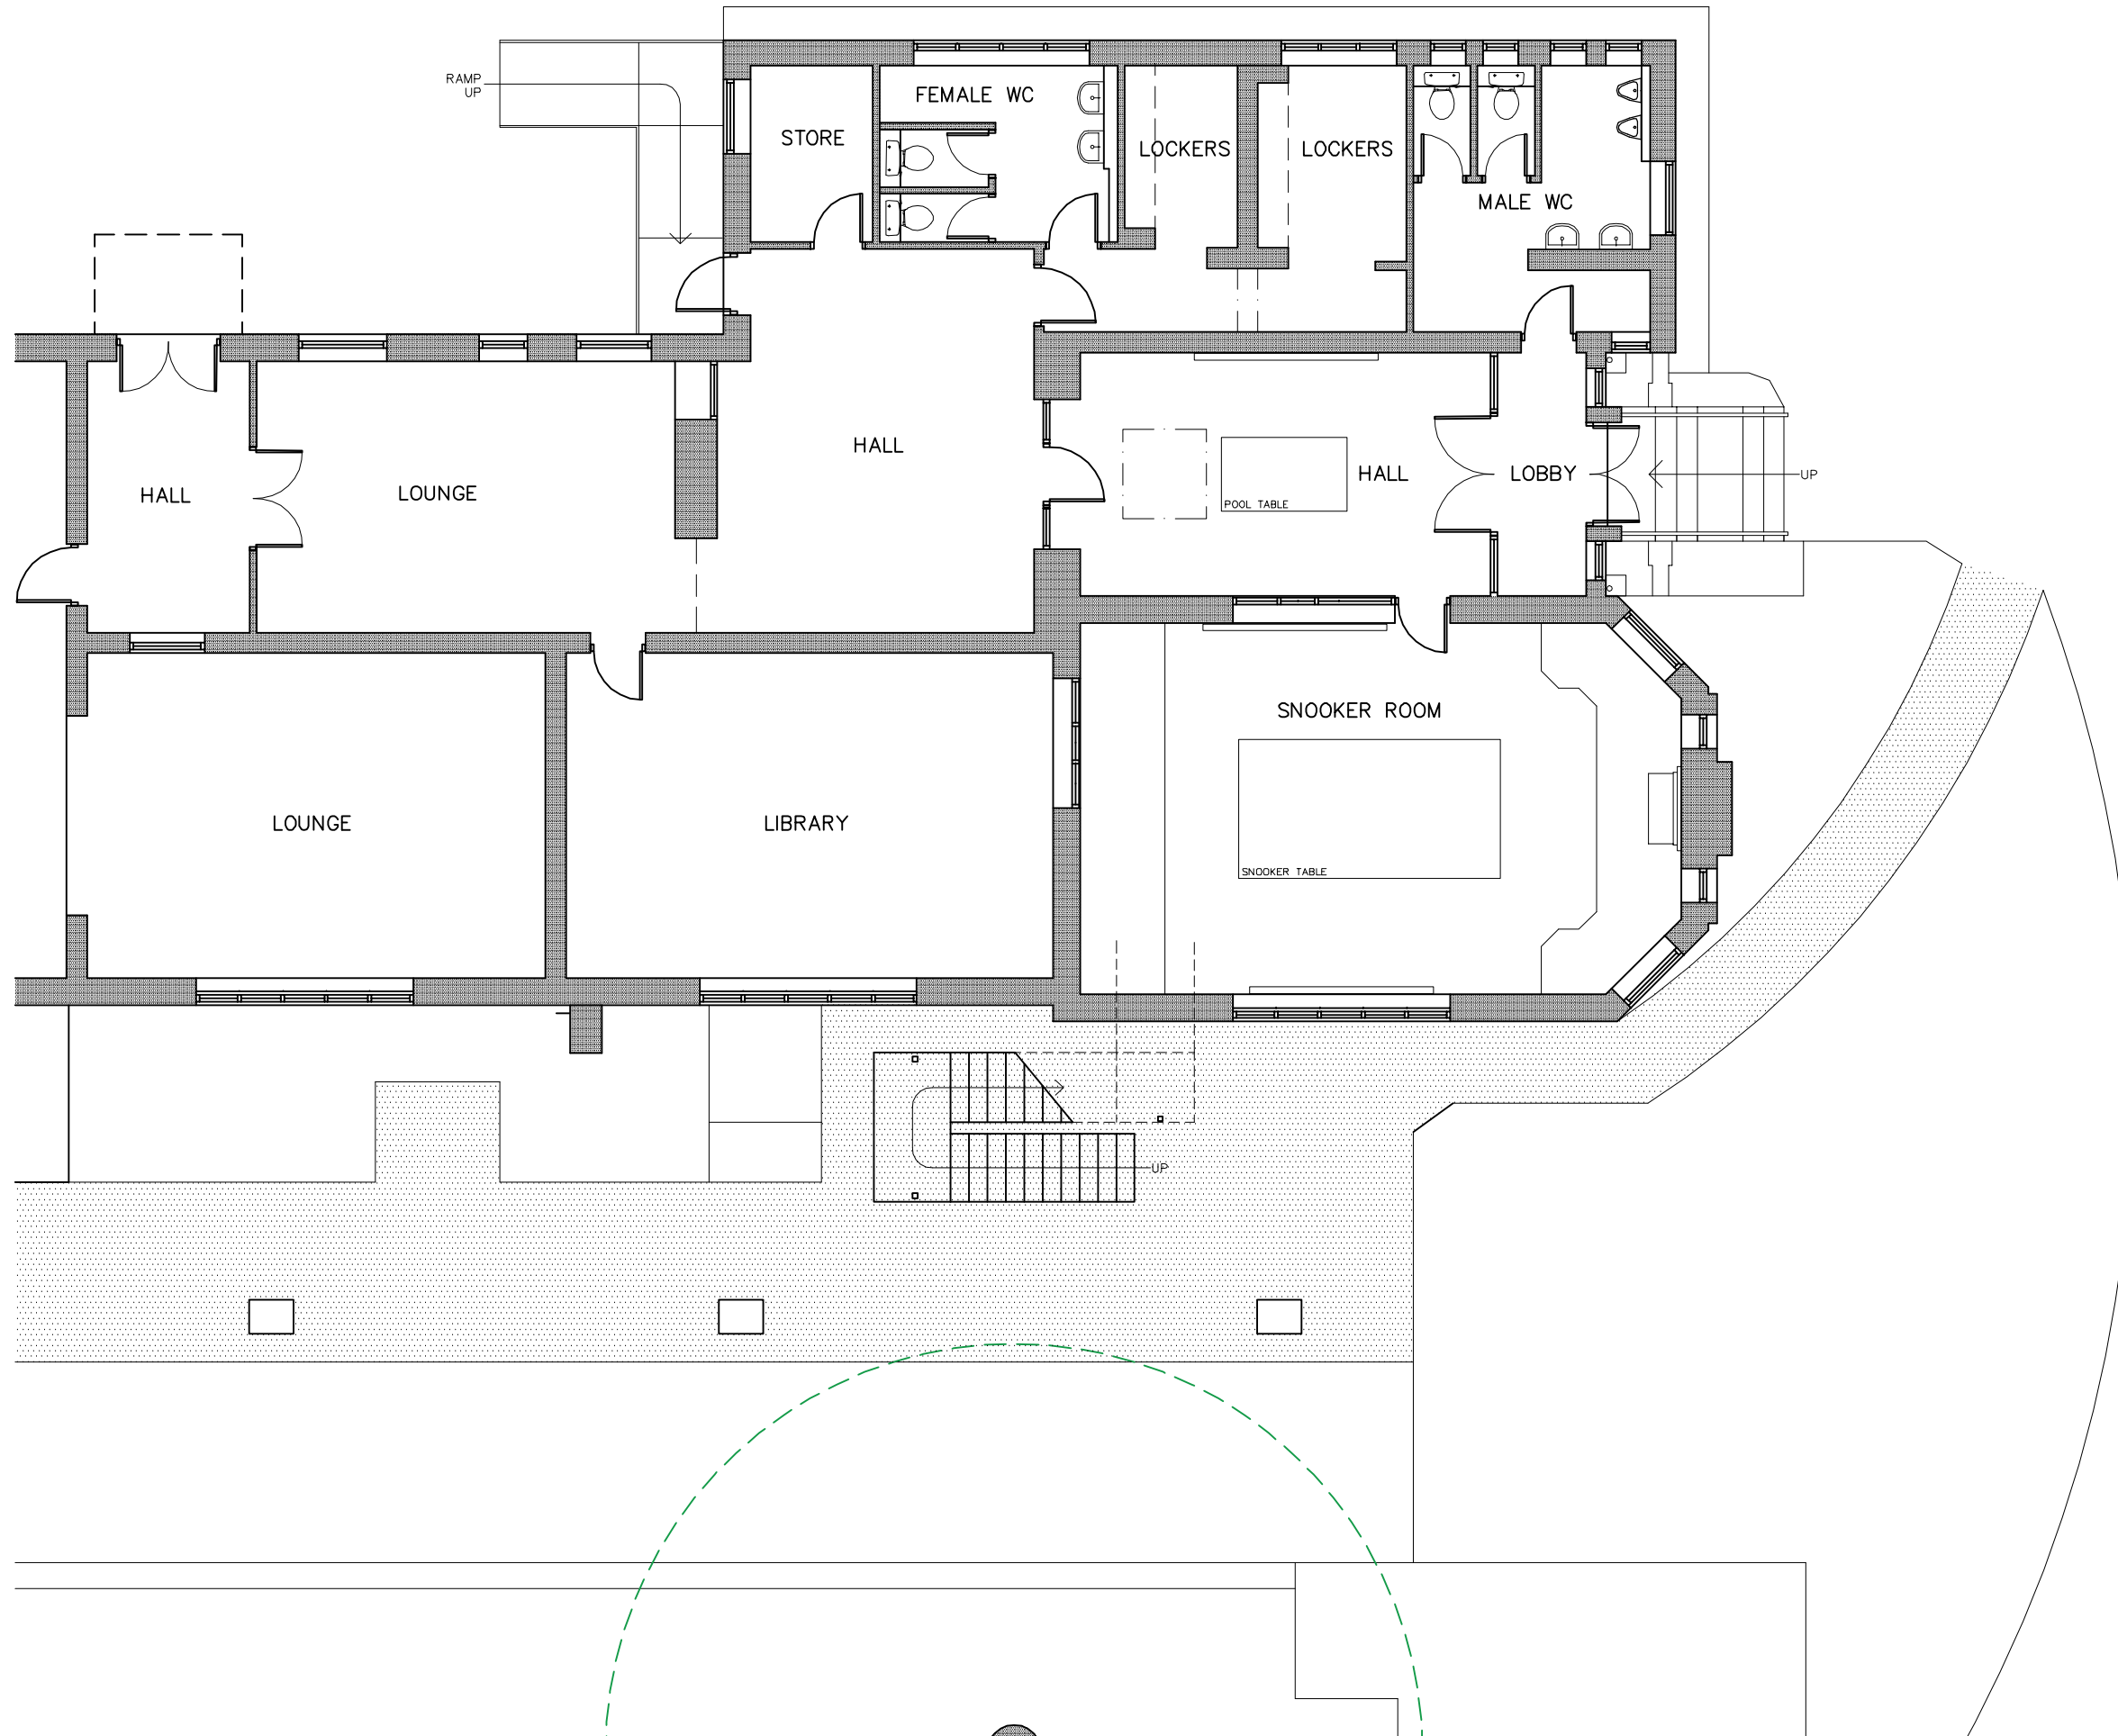 RAMP
UP
FEMALE WC
STORE
LOCKERS
LOCKERS
MALE WC
HALL
HALL
LOBBY
UP
HALL
LOUNGE
POOL TABLE
SNOOKER ROOM
LOUNGE
LIBRARY
SNOOKER TABLE
UP